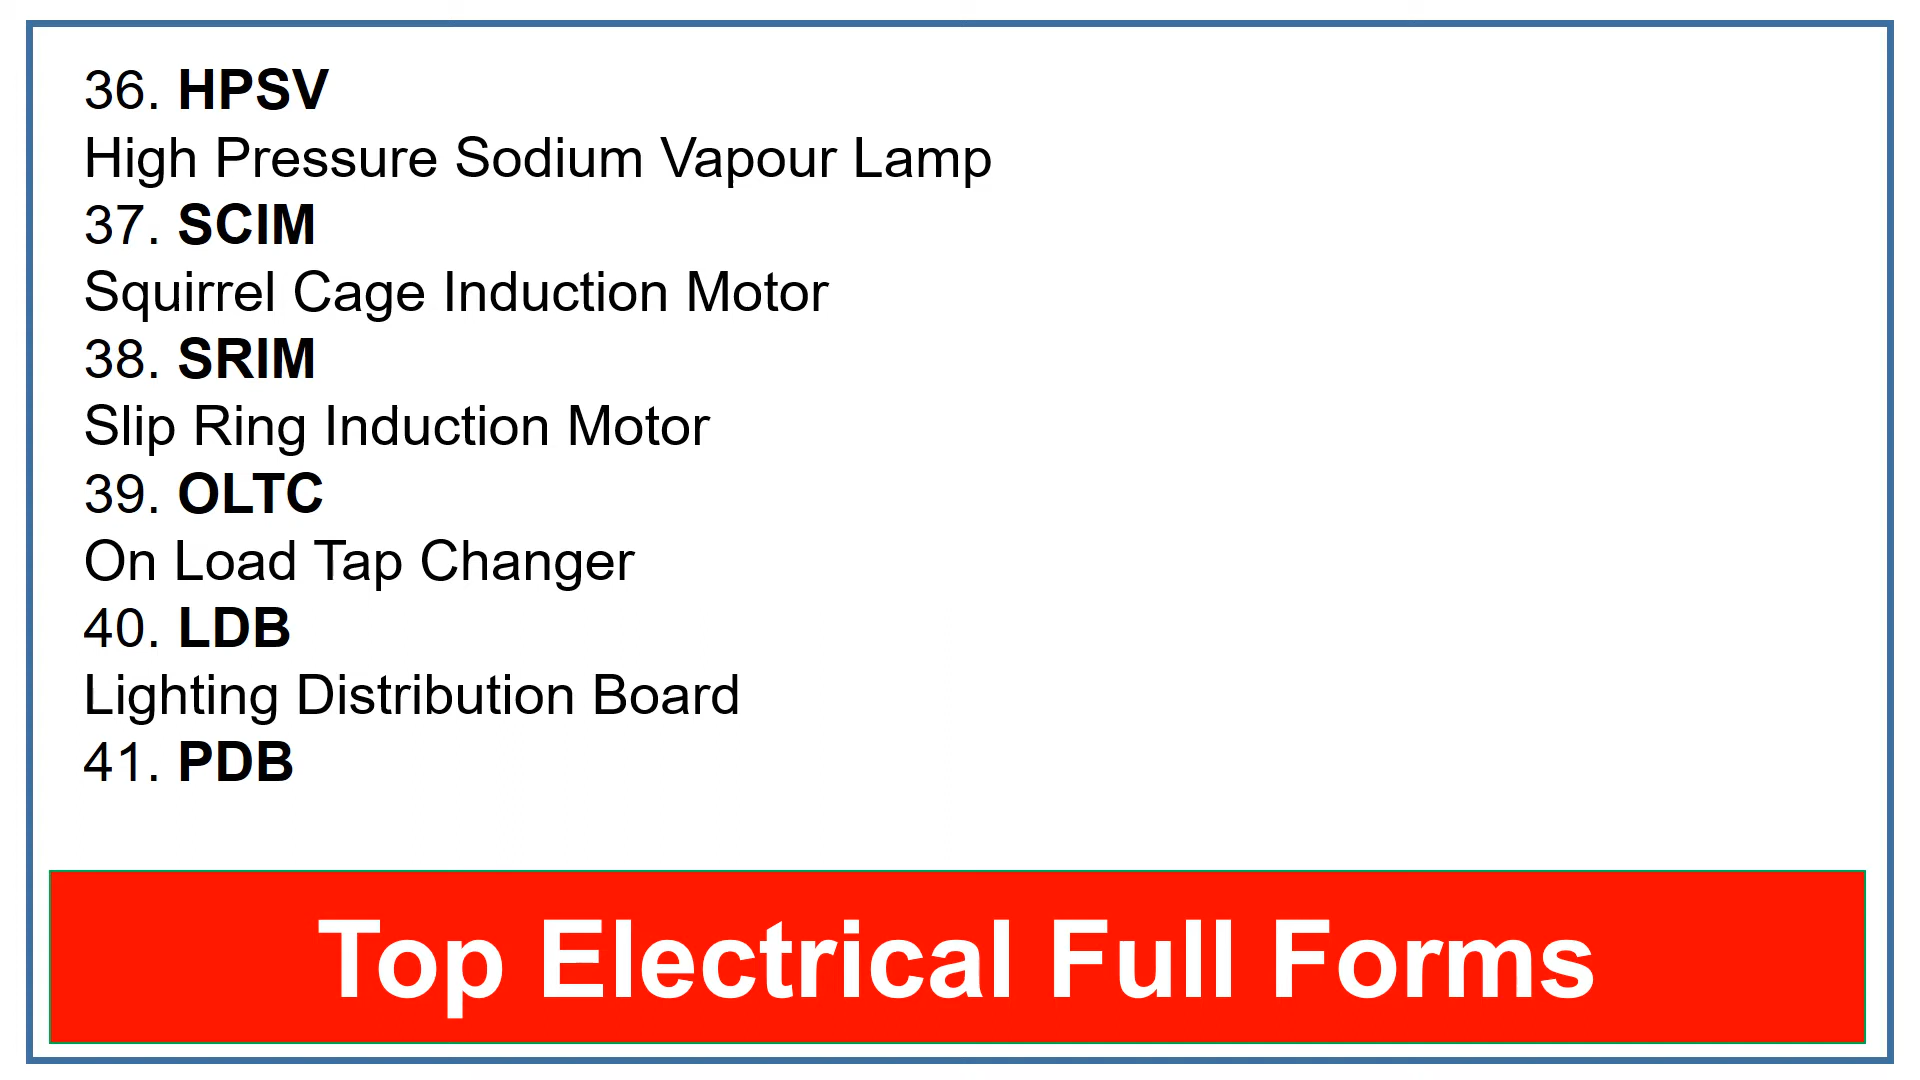 36. HPSV
High Pressure Sodium Vapour Lamp
37. SCIM
Squirrel Cage Induction Motor
38. SRIM
Slip Ring Induction Motor
39. OLTC
On Load Tap Changer
40. LDB
Lighting Distribution Board
41. PDB
Top Electrical Full Forms